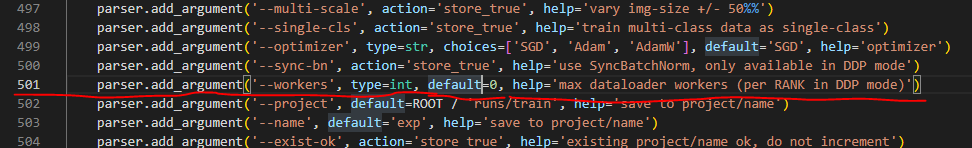 497 parser.add_argument('--multi-scale', action='store_true', help='vary img-size +/- 50%%')
498 parser.add_argument('--single-cls', action='store_true', help='train multi-class data as single-class')
499 parser.add_argument('--optimizer', type=str, choices=['SGD', 'Adam', 'AdamW'], default='SGD', help='optimizer')
500 parser.add_argument('--sync-bn', action='store_true', help='use SyncBatchNorm, only available in DDP mode')
501 parser.add_argument('--workers', type=int, default=0, help='max dataloader workers (per RANK in DDP mode)')
502 parser.add_argument('--project', default=ROOT / 'runs/train', help='save to project/name')
503 parser.add_argument('--name', default='exp', help='save to project/name')
504 parser.add_argument('--exist-ok', action='store_true', help='existing project/name ok, do not increment')